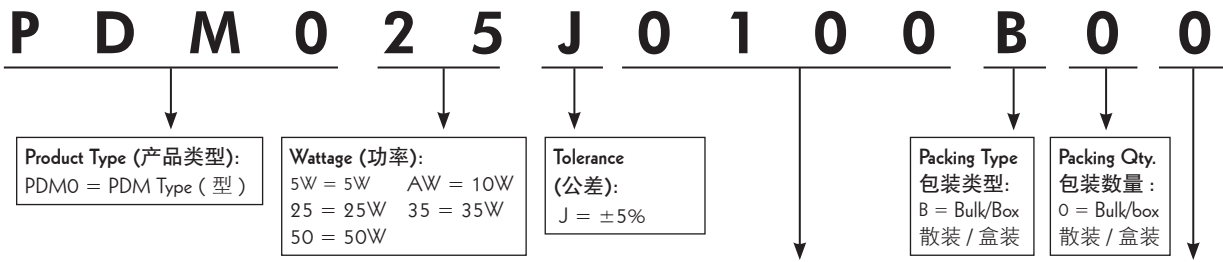 P D M 0 2 5 J 0 1 0 0 B 0 0
Product Type (产品类型):
PDM0 = PDM Type ( 型 )
Wattage (功率):
5W = 5W AW = 10W
25 = 25W 35 = 35W
50 = 50W
Tolerance
(公差):
J = ±5%
Packing Type
包装类型:
B = Bulk/Box
散装 / 盒装
Packing Qty.
包装数量 :
0 = Bulk/box
散装 / 盒装